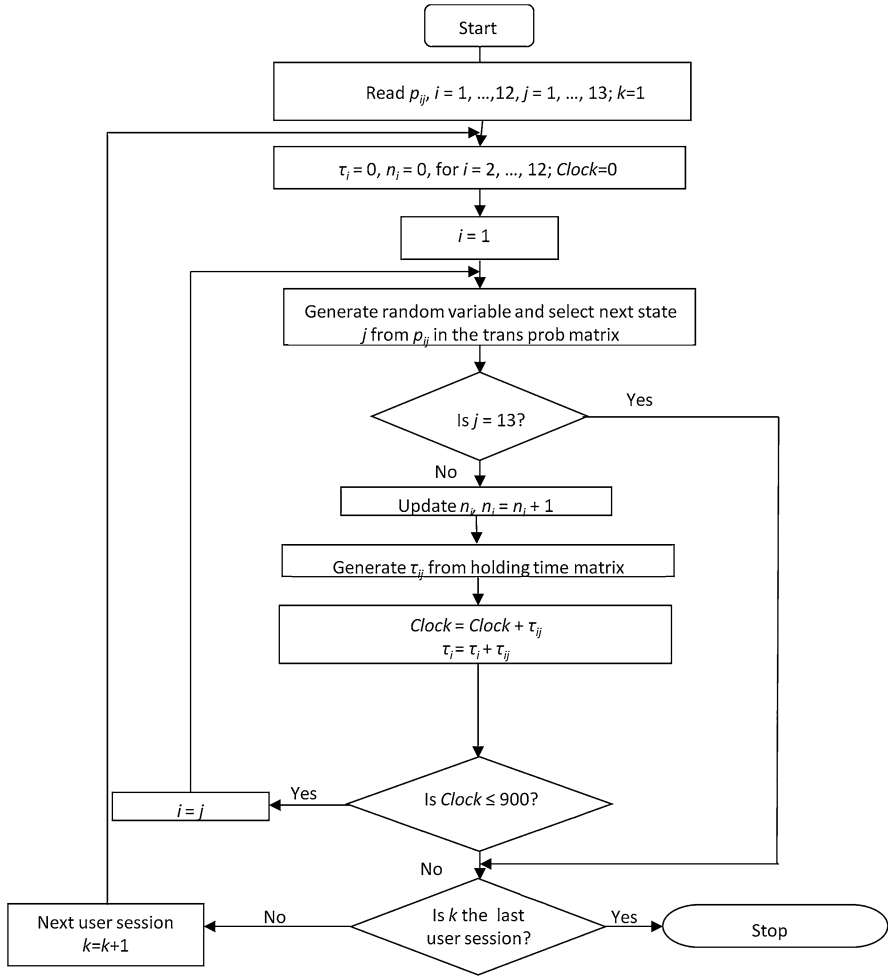 Start
Read pij, i = 1, ...,12, j = 1, ..., 13; k=1
τi = 0, ni = 0, for i = 2, ..., 12; Clock=0
i = 1
Generate random variable and select next state
j from pij in the trans prob matrix
Is j = 13?
Yes
No
Update ni, ni = ni + 1
Generate τij from holding time matrix
Clock = Clock + τij
τi = τi + τij
Is Clock ≤ 900?
Yes
i = j
No
Is k the last
user session?
No
Yes
Next user session
k=k+1
Stop